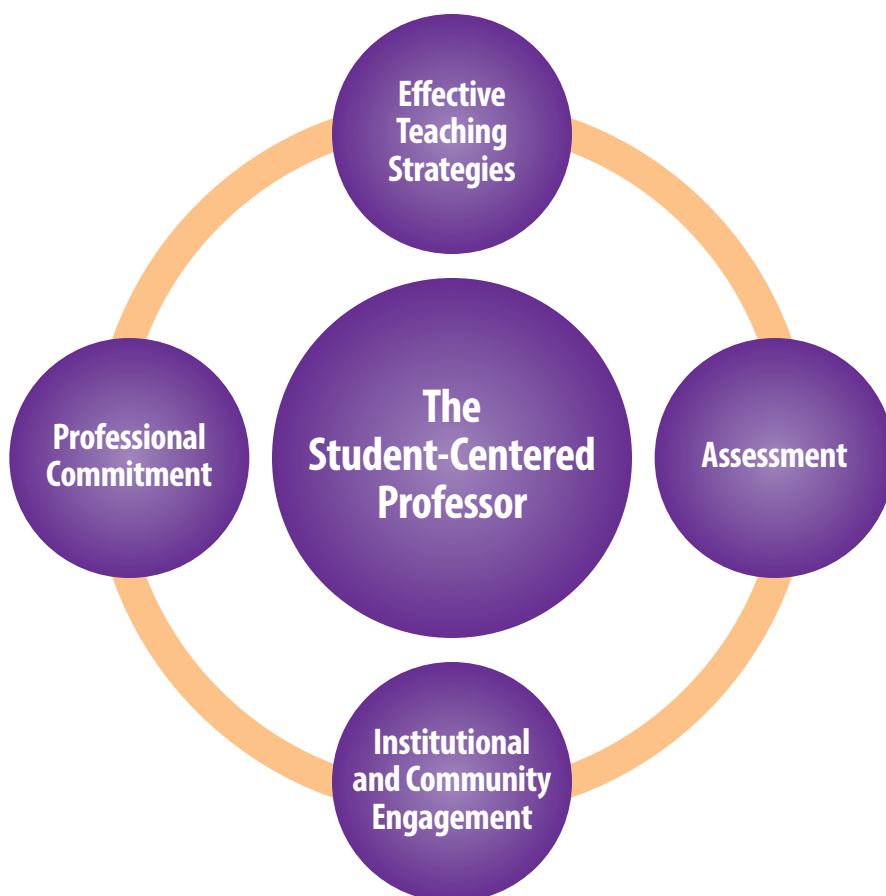 Effective
Teaching
Strategies
The
Student-Centered
Professor
Professional
Commitment
Assessment
Institutional
and Community
Engagement